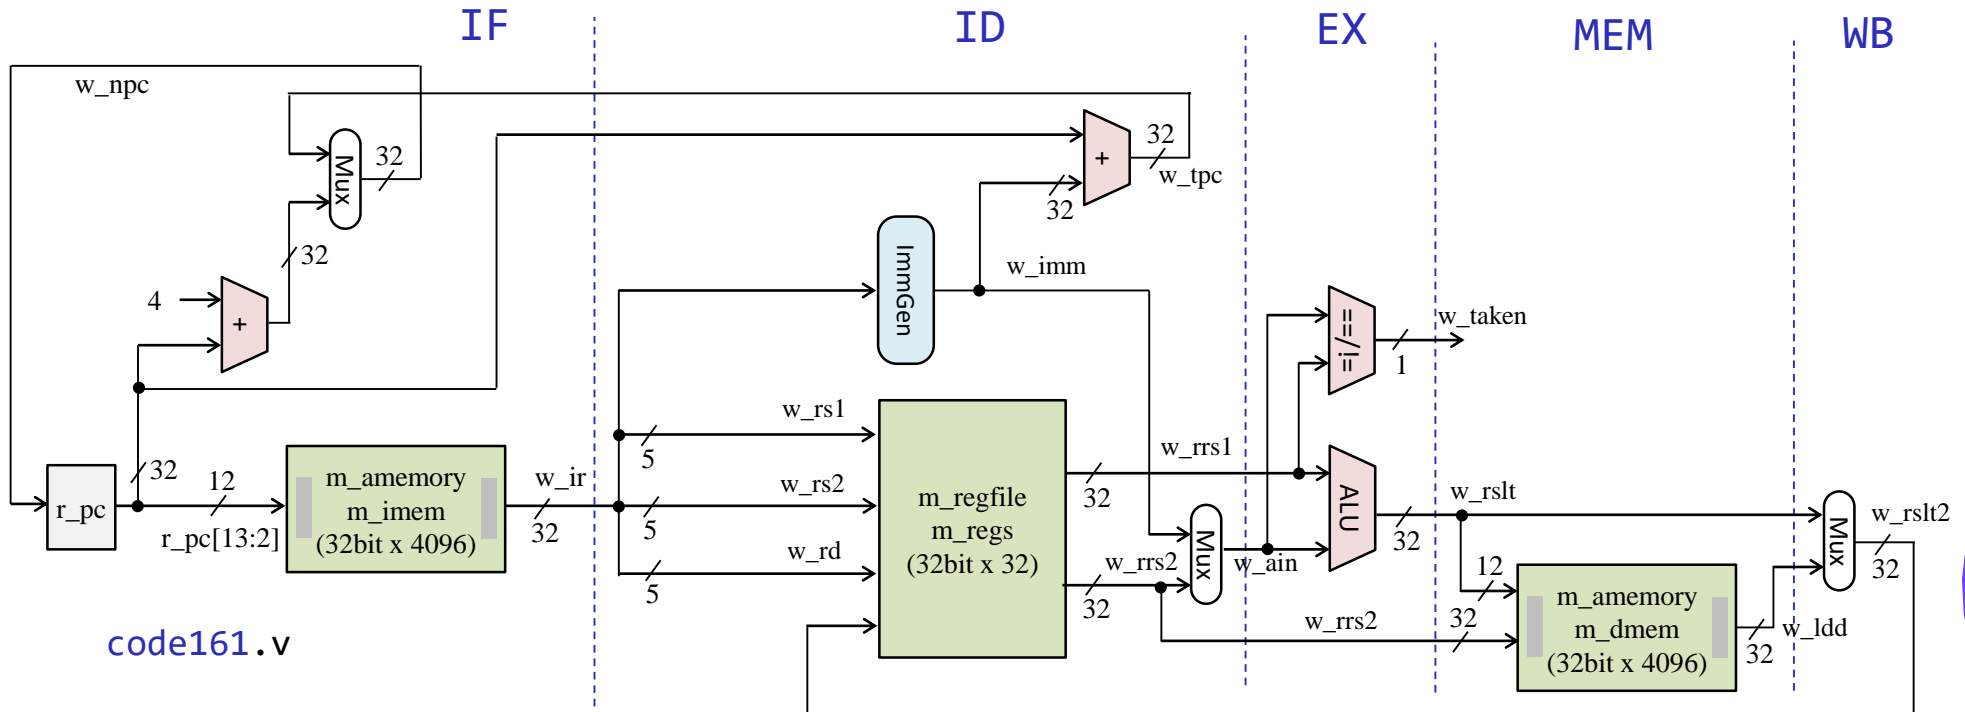 IF
ID
EX
MEM
WB
w_npc
Mux
32
32
4
+
32
+
32
w_tpc
32
ImmGen
w_imm
==/!=
w_taken
1
r_pc
12
r_pc[13:2]
m_amemory
m_imem
(32bit x 4096)
w_ir
32
w_rs1
5
w_rs2
5
w_rd
5
m_regfile
m_regs
(32bit x 32)
w_rrs1
32
w_rrs2
32
Mux
w_ain
ALU
32
w_rslt
12
w_rrs2
32
m_amemory
m_dmem
(32bit x 4096)
32
w_ldd
Mux
w_rslt2
32
code161.v